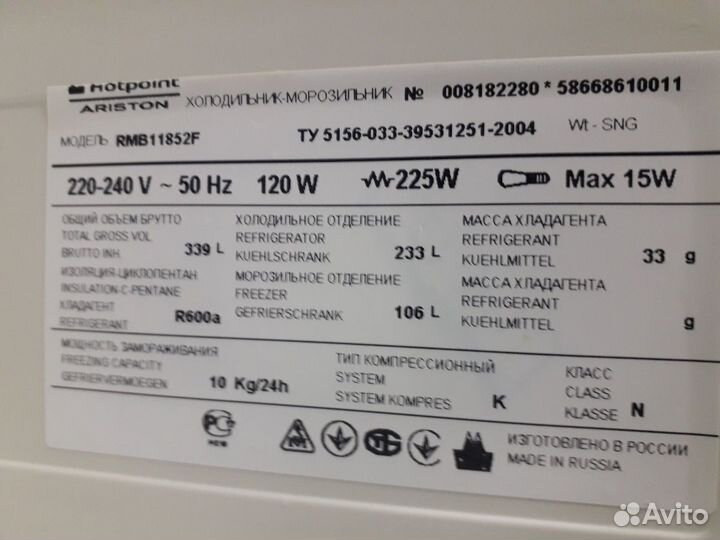 Hotpoint
ARISTON ХОЛОДИЛЬНИК-МОРОЗИЛЬНИК № 008182280 * 58668610011
МОДЕЛЬ RMB11852F ТУ 5156-033-39531251-2004 Wt - SNG
220-240 V ~ 50 Hz 120 W 225W Max 15W
ОБЩИЙ ОБЪЕМ БРУТТО
TOTAL GROSS VOL
BRUTTO INH. 339 L
ХОЛОДИЛЬНОЕ ОТДЕЛЕНИЕ
REFRIGERATOR
KUEHLSCHRANK 233 L
МАССА ХЛАДАГЕНТА
REFRIGERANT
KUEHLMITTEL 33 g
ИЗОЛЯЦИЯ-ЦИКЛОПЕНТАН
INSULATION-C-PENTANE
ХЛАДАГЕНТ
REFRIGERANT R600a
МОРОЗИЛЬНОЕ ОТДЕЛЕНИЕ
FREEZER
GEFRIERSCHRANK 106 L
МАССА ХЛАДАГЕНТА
REFRIGERANT
KUEHLMITTEL g
МОЩНОСТЬ ЗАМОРАЖИВАНИЯ
FREEZING CAPACITY
GEFRIERVERMOEGEN 10 Kg/24h
ТИП КОМПРЕССИОННЫЙ
SYSTEM
SYSTEM KOMPRES K
КЛАСС
CLASS
KLASSE N
ИЗГОТОВЛЕНО В РОССИИ
MADE IN RUSSIA
Avito